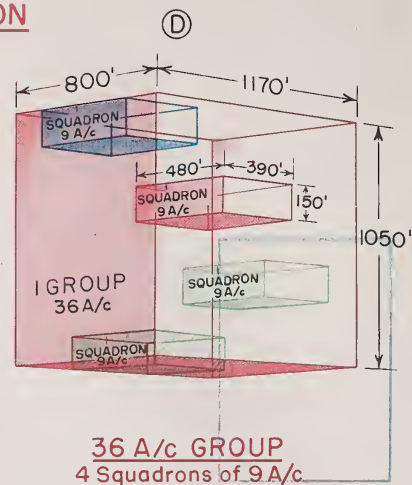 ON
D
800' 1170'
SQUADRON
9 A/c
480' 390'
SQUADRON
9 A/c
150'
1050'
1 GROUP
36 A/c
SQUADRON
9 A/c
SQUADRON
9 A/c
36 A/c GROUP
4 Squadrons of 9 A/c